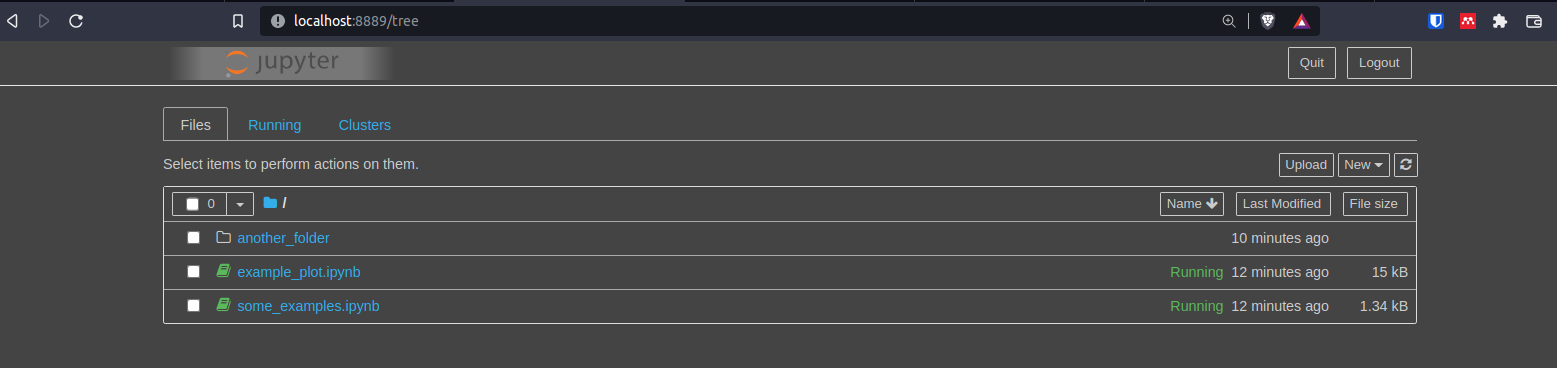 localhost:8889/tree
jupyter
Quit
Logout
Files
Running
Clusters
Select items to perform actions on them.
Upload
New
0
/
Name
Last Modified
File size
another_folder
10 minutes ago
example_plot.ipynb
Running
12 minutes ago
15 kB
some_examples.ipynb
Running
12 minutes ago
1.34 kB